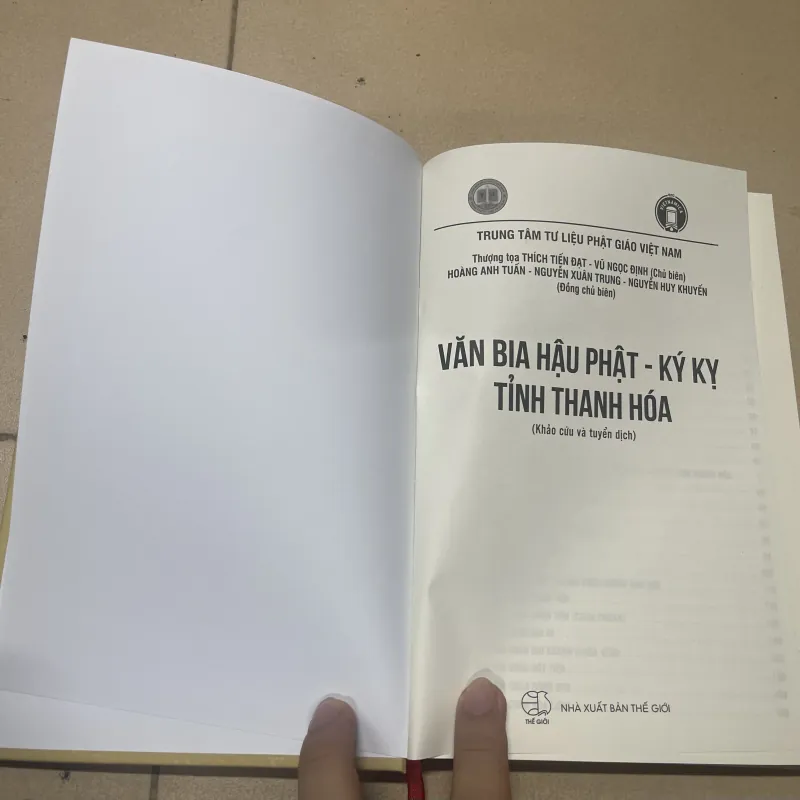 VIETNAMICA
TRUNG TÂM TƯ LIỆU PHẬT GIÁO VIỆT NAM
Thượng tọa THÍCH TIẾN ĐẠT - VŨ NGỌC ĐỊNH (Chủ biên)
HOÀNG ANH TUẤN - NGUYỄN XUÂN TRUNG - NGUYỄN HUY KHUYẾN
(Đồng chủ biên)
VĂN BIA HẬU PHẬT - KÝ KỴ
TỈNH THANH HÓA
(Khảo cứu và tuyển dịch)
THẾ GIỚI
NHÀ XUẤT BẢN THẾ GIỚI